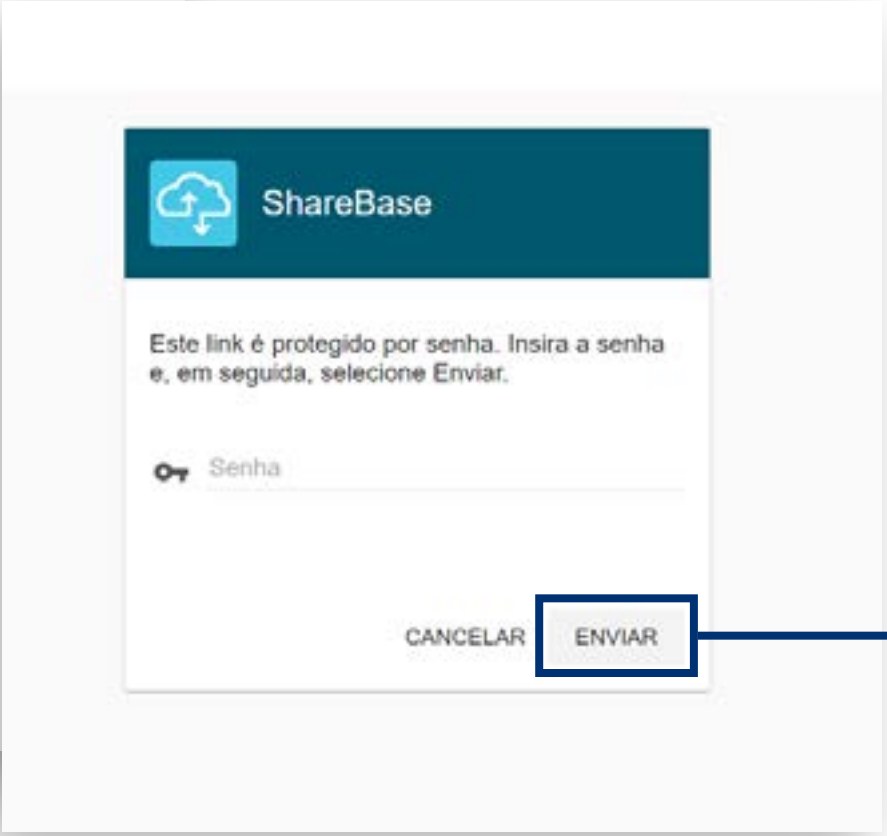 ShareBase
Este link é protegido por senha. Insira a senha
e, em seguida, selecione Enviar.
Senha
CANCELAR ENVIAR